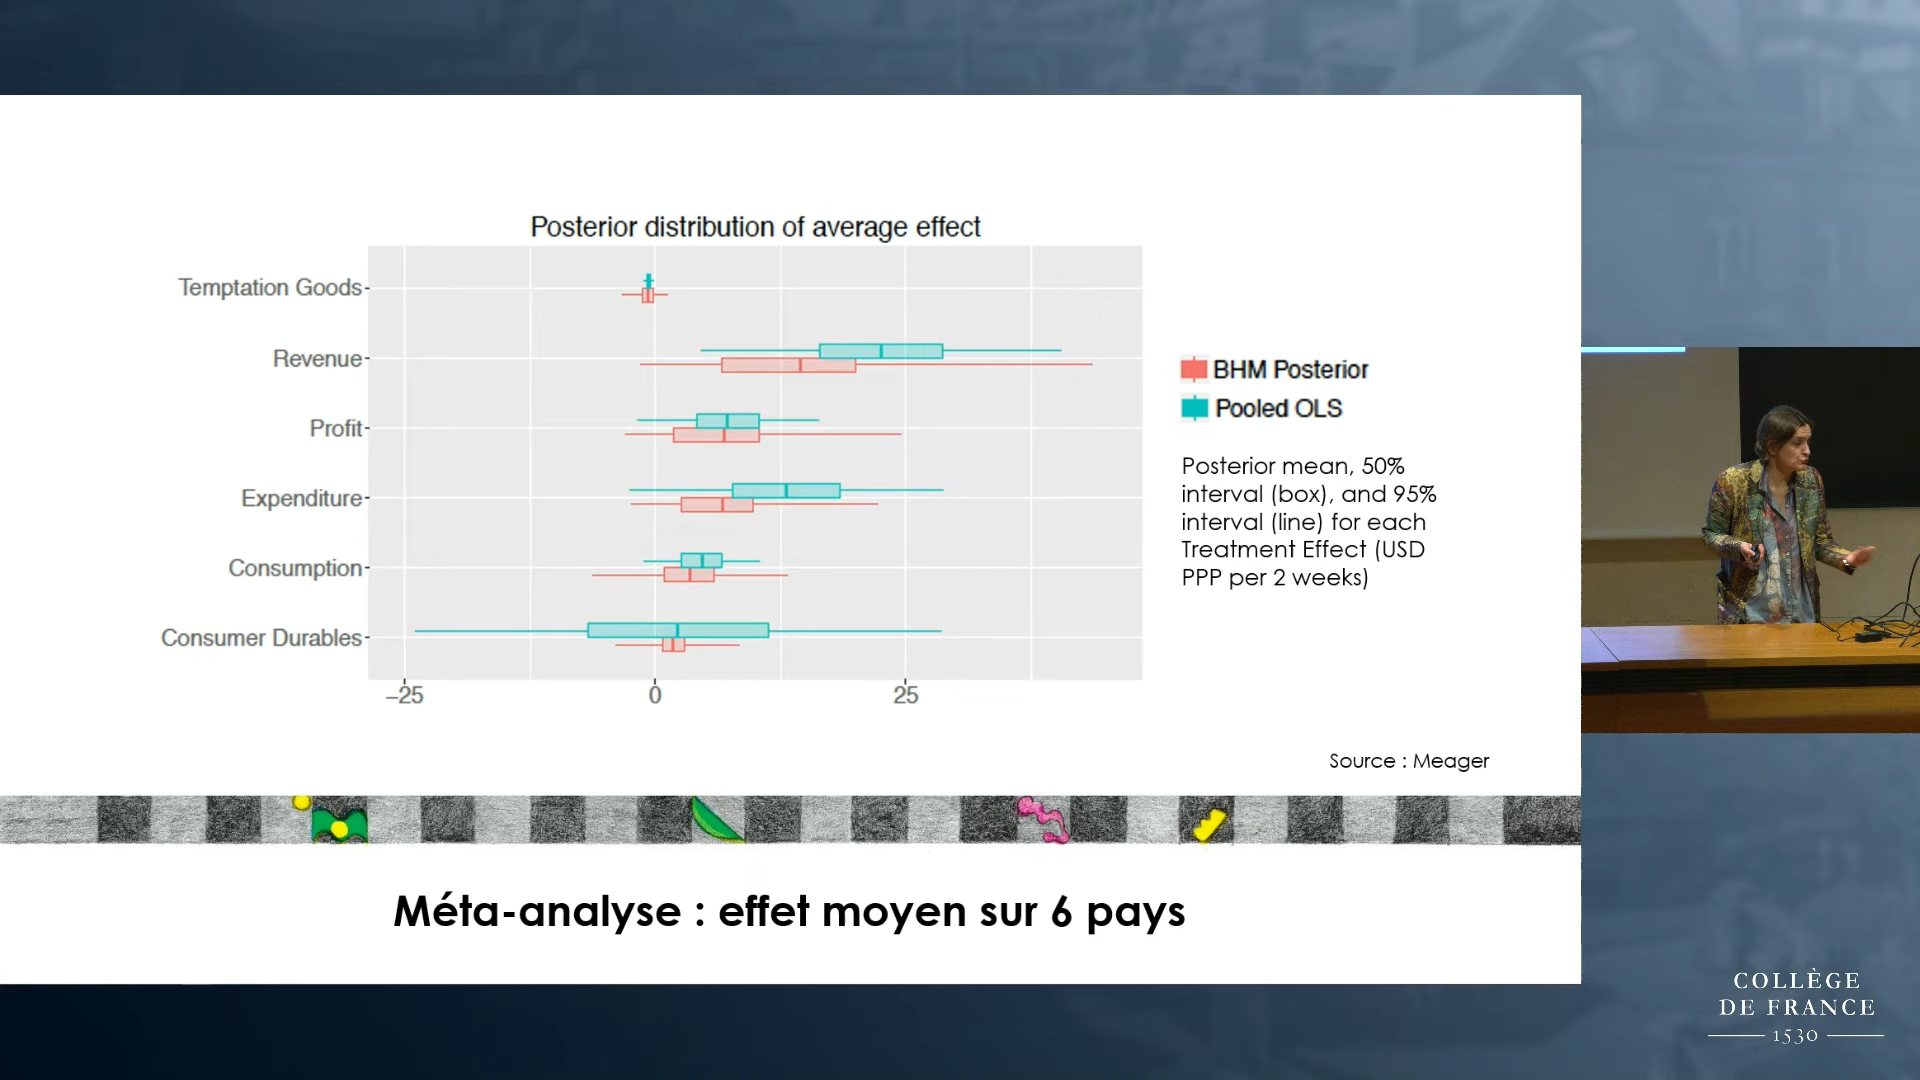 Posterior distribution of average effect
Temptation Goods
Revenue
Profit
Expenditure
Consumption
Consumer Durables
−25
0
25
BHM Posterior
Pooled OLS
Posterior mean, 50%
interval (box), and 95%
interval (line) for each
Treatment Effect (USD
PPP per 2 weeks)
Source : Meager
Méta-analyse : effet moyen sur 6 pays
COLLÈGE
DE FRANCE
1530